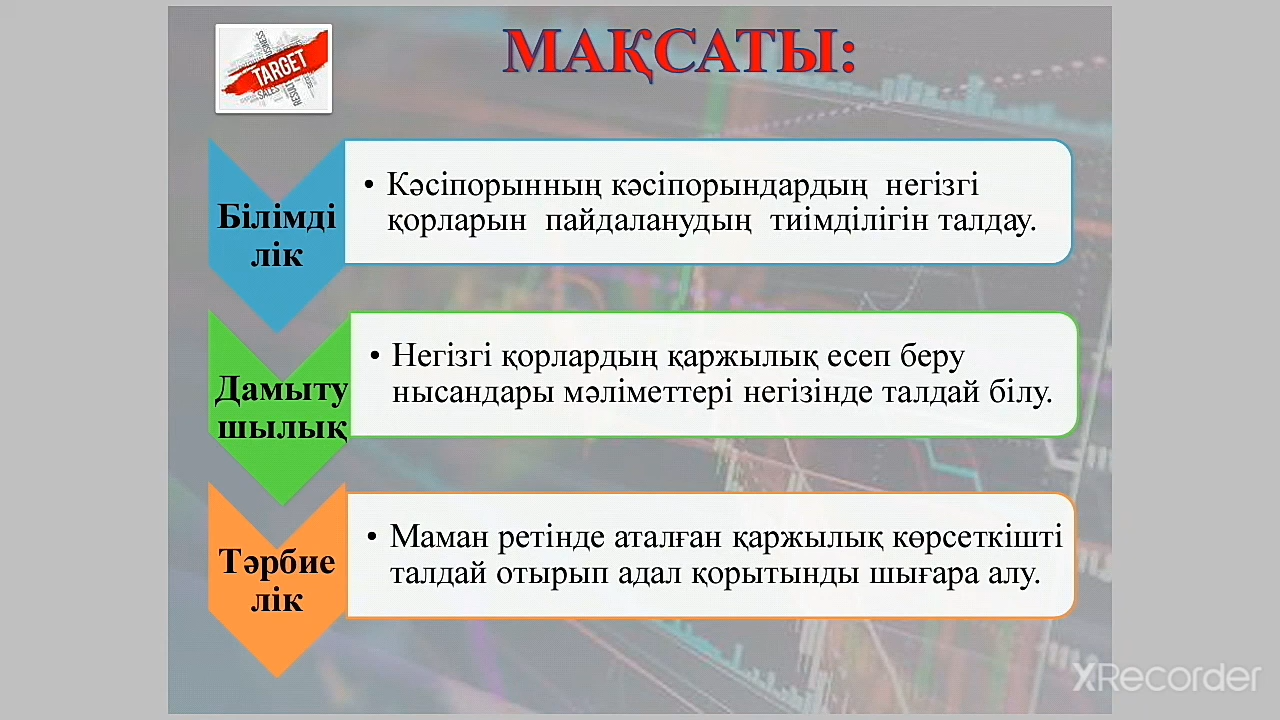 МАҚСАТЫ:
TARGET
SALES
Білімді
лік
• Кәсіпорынның кәсіпорындардың негізгі
қорларын пайдаланудың тиімділігін талдау.
Дамыту
шылық
• Негізгі қорлардың қаржылық есеп беру
нысандары мәліметтері негізінде талдай білу.
Тәрбие
лік
• Маман ретінде аталған қаржылық көрсеткішті
талдай отырып адал қорытынды шығара алу.
XRecorder